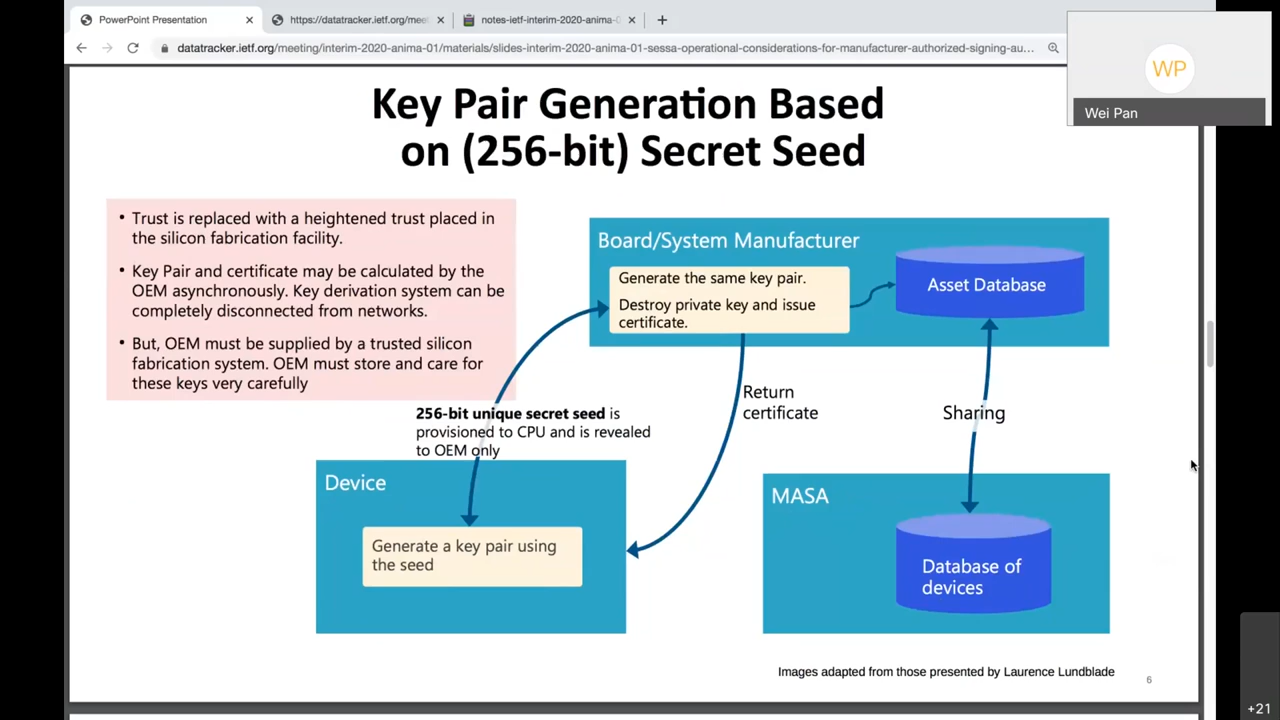 PowerPoint Presentation
https://datatracker.ietf.org/mee
notes-ietf-interim-2020-anima-0
datatracker.ietf.org/meeting/interim-2020-anima-01/materials/slides-interim-2020-anima-01-sessa-operational-considerations-for-manufacturer-authorized-signing-au...
WP
Wei Pan
Key Pair Generation Based
on (256-bit) Secret Seed
• Trust is replaced with a heightened trust placed in
the silicon fabrication facility.
• Key Pair and certificate may be calculated by the
OEM asynchronously. Key derivation system can be
completely disconnected from networks.
• But, OEM must be supplied by a trusted silicon
fabrication system. OEM must store and care for
these keys very carefully
Board/System Manufacturer
Generate the same key pair.
Destroy private key and issue
certificate.
Asset Database
256-bit unique secret seed is
provisioned to CPU and is revealed
to OEM only
Return
certificate
Sharing
Device
Generate a key pair using
the seed
MASA
Database of
devices
Images adapted from those presented by Laurence Lundblade
6
+21